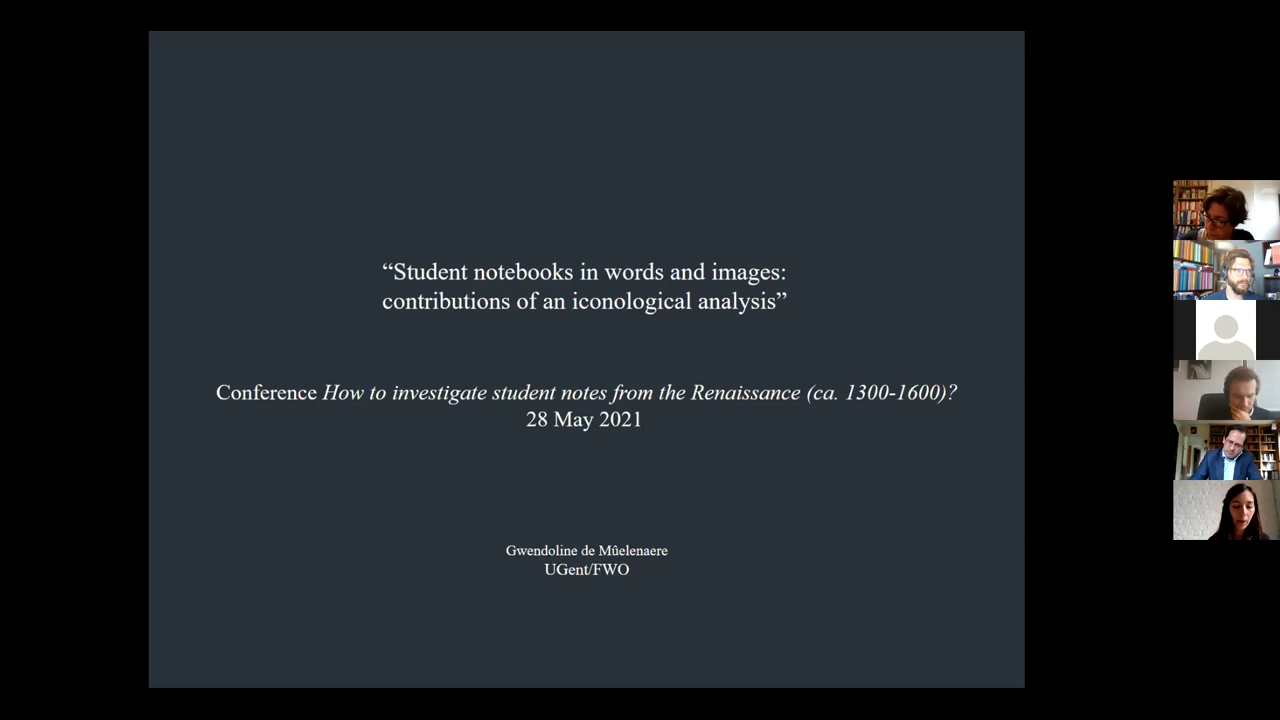 “Student notebooks in words and images:
contributions of an iconological analysis”
Conference How to investigate student notes from the Renaissance (ca. 1300-1600)?
28 May 2021
Gwendoline de Mûelenaere
UGent/FWO